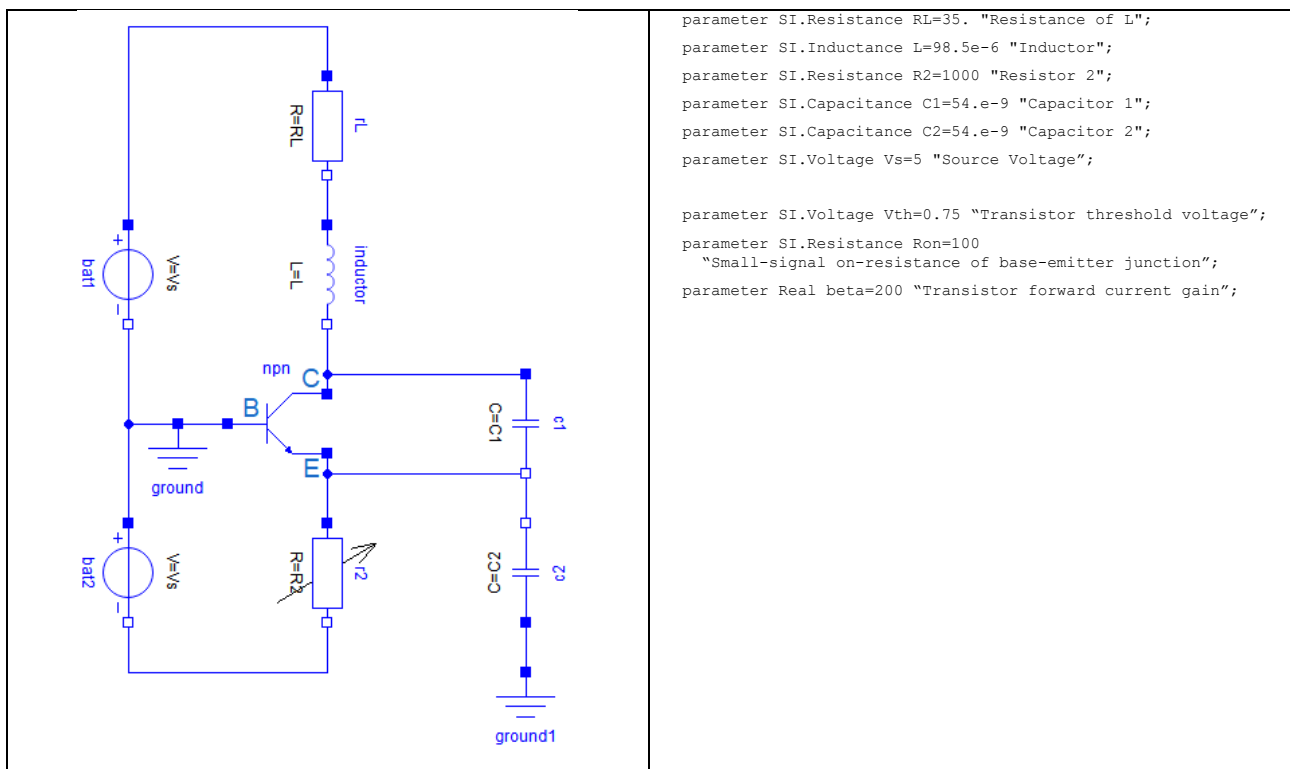 rL
R=RL
inductor
L=L
bat1
V=Vs
npn
C
B
E
c1
C=C1
ground
bat2
V=Vs
r2
R=R2
c2
C=C2
ground1
parameter SI.Resistance RL=35. "Resistance of L";
parameter SI.Inductance L=98.5e-6 "Inductor";
parameter SI.Resistance R2=1000 "Resistor 2";
parameter SI.Capacitance C1=54.e-9 "Capacitor 1";
parameter SI.Capacitance C2=54.e-9 "Capacitor 2";
parameter SI.Voltage Vs=5 "Source Voltage”;
parameter SI.Voltage Vth=0.75 “Transistor threshold voltage”;
parameter SI.Resistance Ron=100
“Small-signal on-resistance of base-emitter junction”;
parameter Real beta=200 “Transistor forward current gain”;